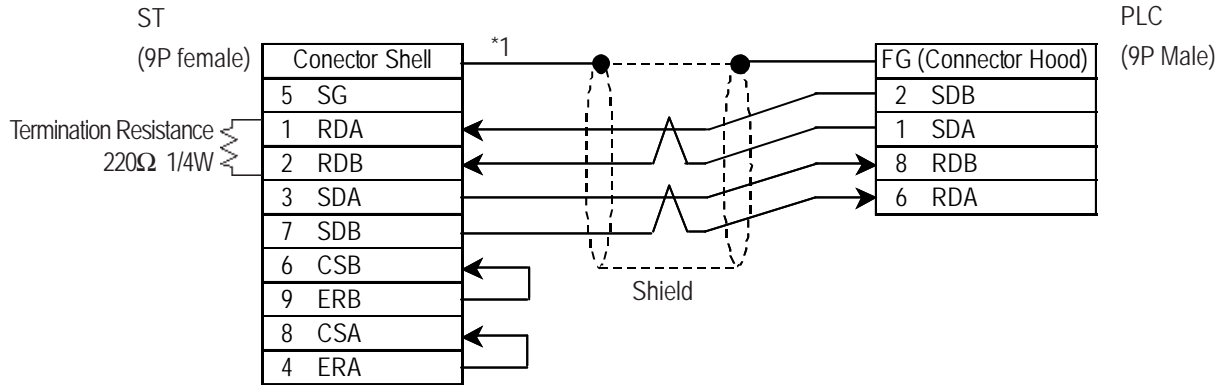 ST
(9P female)
PLC
(9P Male)
*1
Conector Shell
5 SG
1 RDA
2 RDB
3 SDA
7 SDB
6 CSB
9 ERB
8 CSA
4 ERA
Termination Resistance
220Ω 1/4W
Shield
FG (Connector Hood)
2 SDB
1 SDA
8 RDB
6 RDA